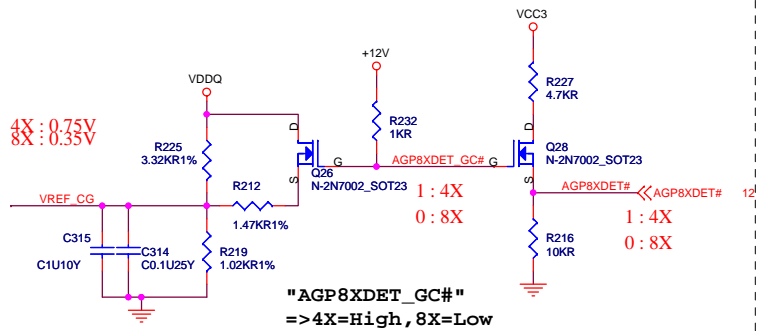 VCC3
+12V
VDDQ
R227
4.7KR
4X : 0.75V
8X : 0.35V
R232
1KR
R225
3.32KR1%
D
D
Q28
N-2N7002_SOT23
G
AGP8XDET_GC#
G
Q26
N-2N7002_SOT23
S
S
R212
1 : 4X
0 : 8X
AGP8XDET#
AGP8XDET#
12
VREF_CG
1.47KR1%
1 : 4X
0 : 8X
R216
10KR
C315
C1U10Y
C314
C0.1U25Y
R219
1.02KR1%
"AGP8XDET_GC#"
=>4X=High,8X=Low